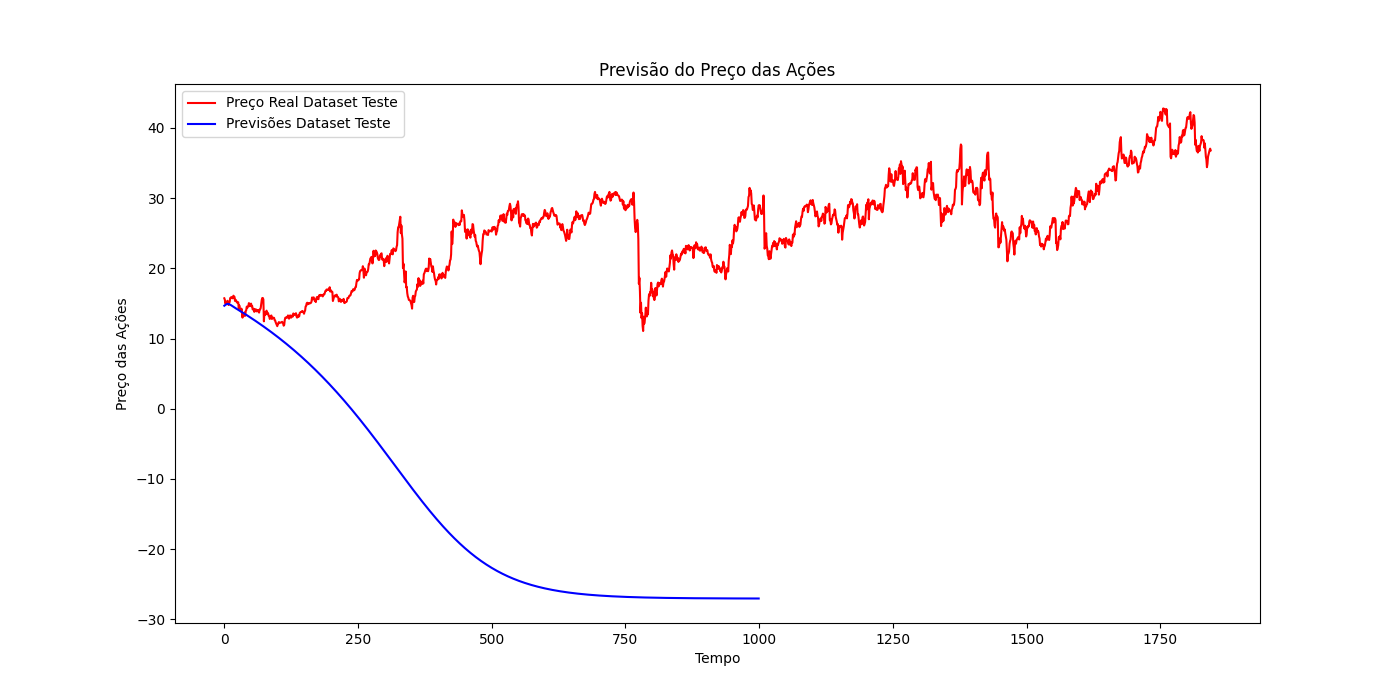 Previsão do Preço das Ações
Preço Real Dataset Teste
Previsões Dataset Teste
Preço das Ações
40
30
20
10
0
−10
−20
−30
0 250 500 750 1000 1250 1500 1750
Tempo